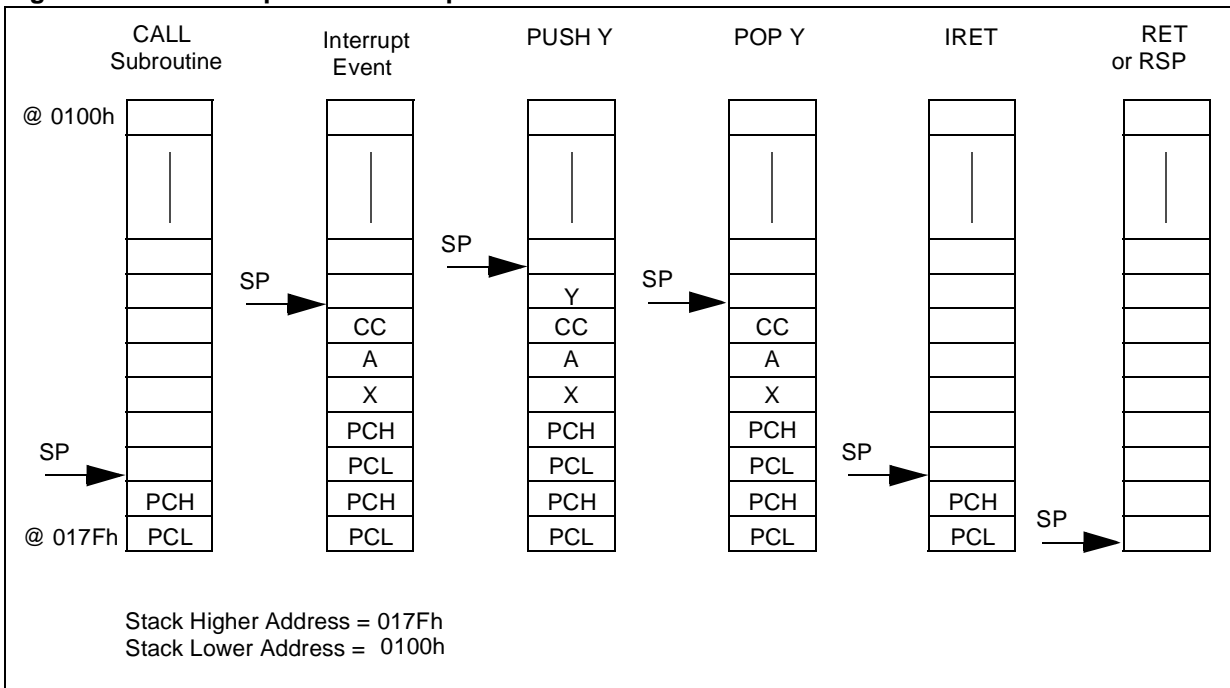 CALL
Subroutine
Interrupt
Event
PUSH Y
POP Y
IRET
RET
or RSP
@ 0100h
SP
SP
SP
Y
CC
CC
CC
A
A
A
X
X
X
PCH
PCH
PCH
SP
SP
PCL
PCL
PCL
PCH
PCH
PCH
PCH
PCH
SP
@ 017Fh
PCL
PCL
PCL
PCL
PCL
Stack Higher Address = 017Fh
Stack Lower Address = 0100h